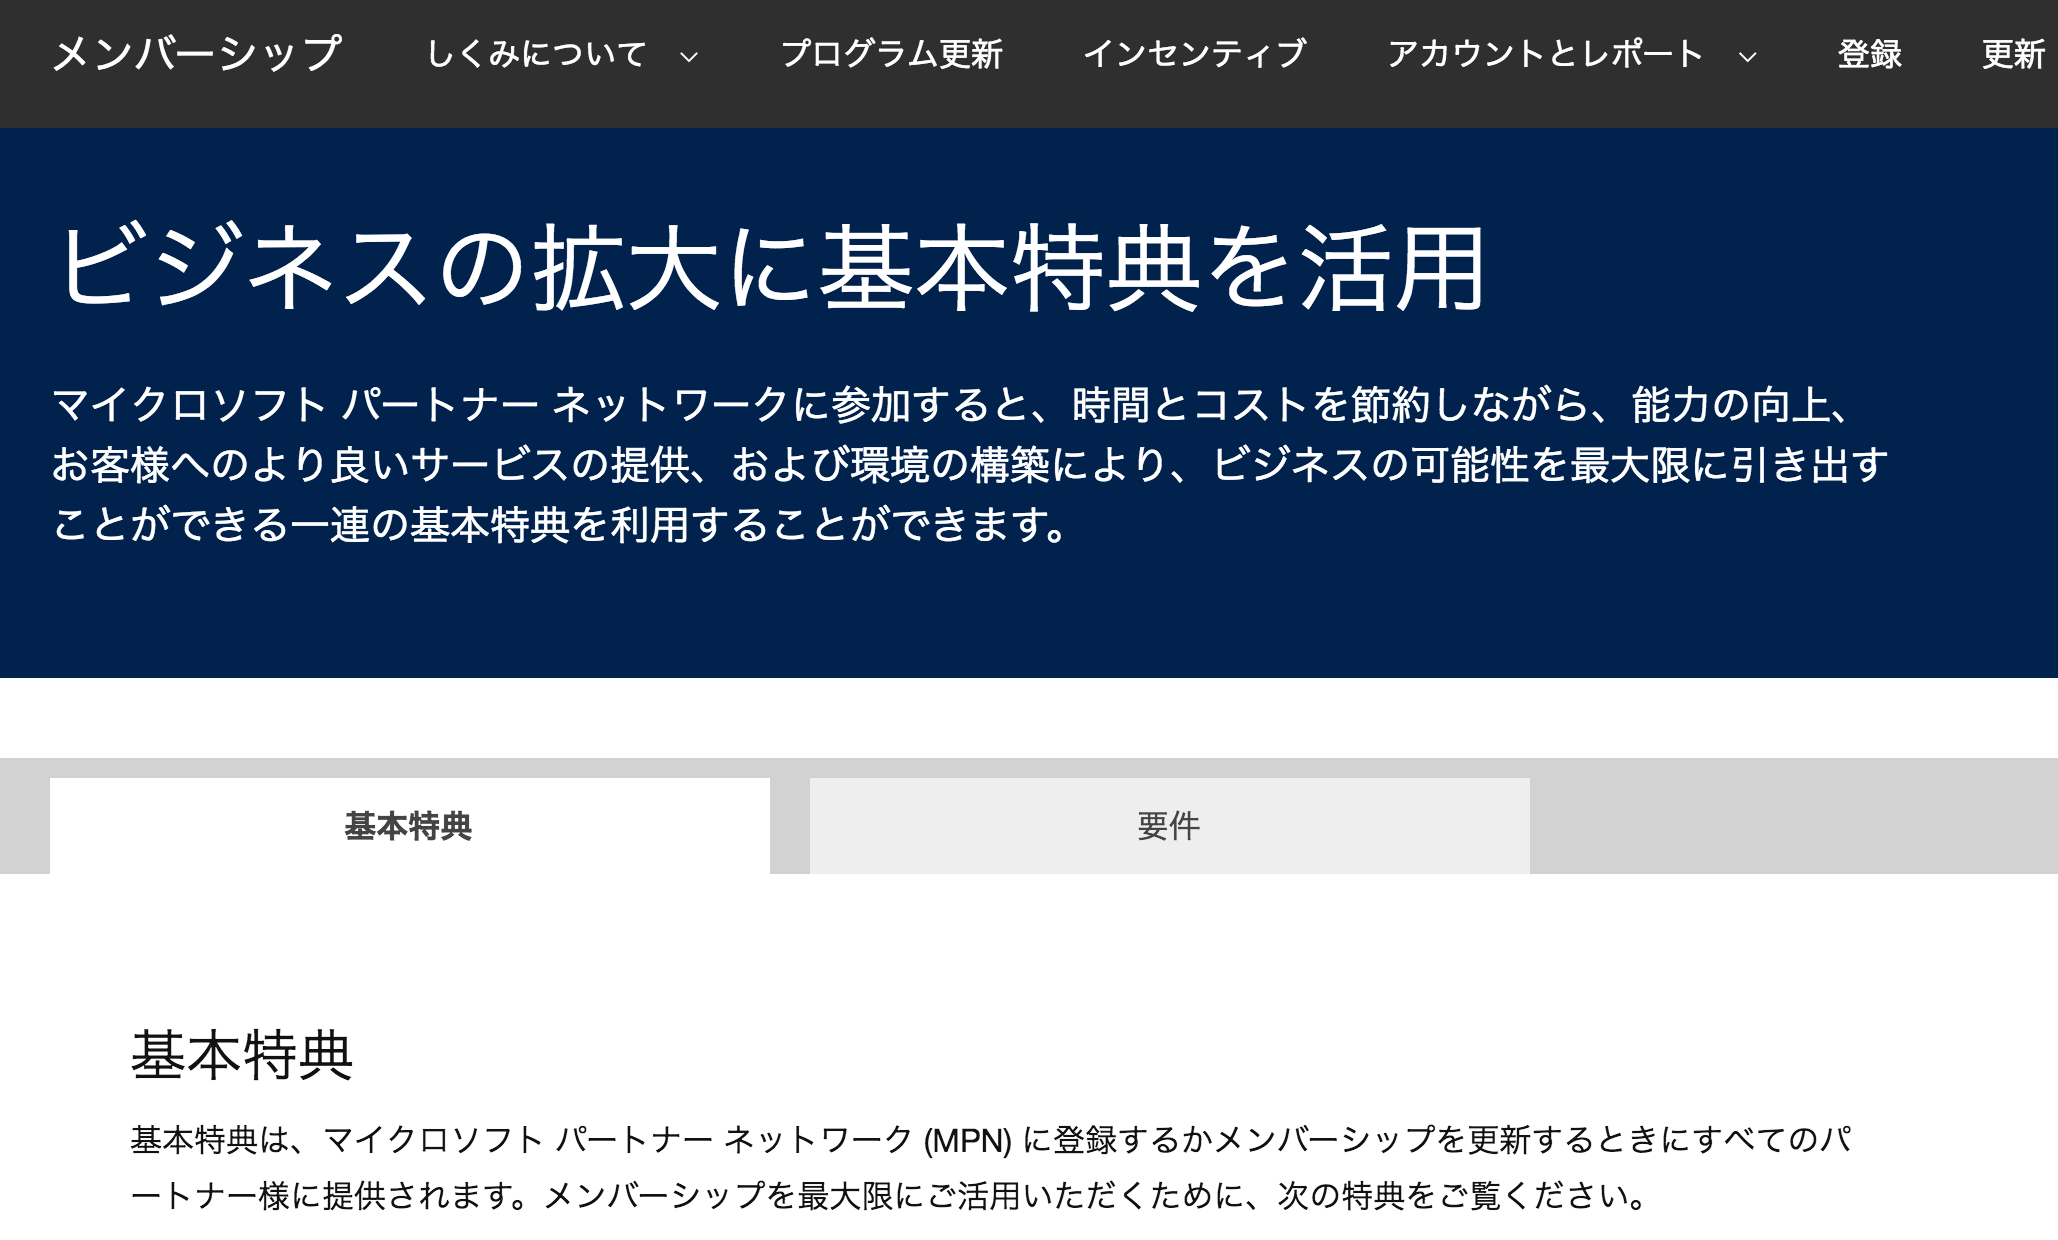 メンバーシップ しくみについて プログラム更新 インセンティブ アカウントとレポート 登録 更新
ビジネスの拡大に基本特典を活用
マイクロソフト パートナー ネットワークに参加すると、時間とコストを節約しながら、能力の向上、
お客様へのより良いサービスの提供、および環境の構築により、ビジネスの可能性を最大限に引き出す
ことができる一連の基本特典を利用することができます。
基本特典 要件
基本特典
基本特典は、マイクロソフト パートナー ネットワーク (MPN) に登録するかメンバーシップを更新するときにすべてのパ
ートナー様に提供されます。メンバーシップを最大限にご活用いただくために、次の特典をご覧ください。